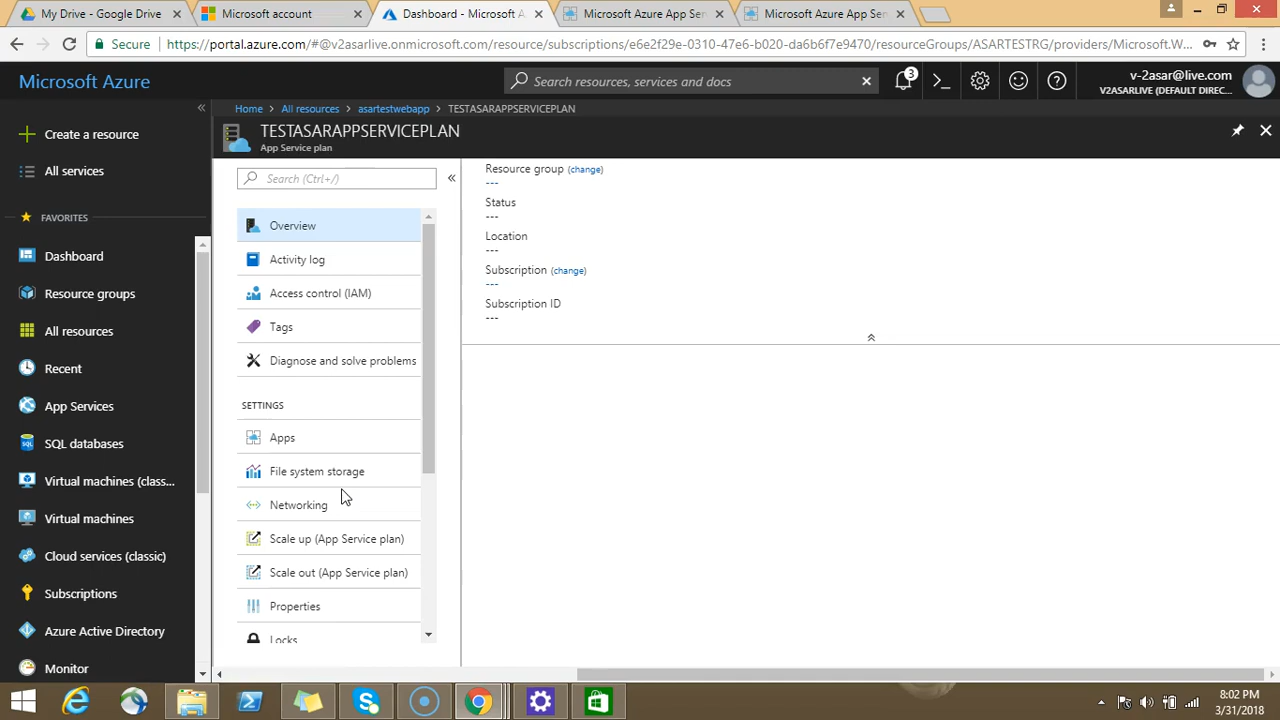 My Drive - Google Drive
Microsoft account
Dashboard - Microsoft A
Microsoft Azure App Ser
Microsoft Azure App Ser
Secure
https://portal.azure.com/#@v2asarlive.onmicrosoft.com/resource/subscriptions/e6e2f29e-0310-47e6-b020-da6b6f7e9470/resourceGroups/ASARTESTRG/providers/Microsoft.W...
Microsoft Azure
Search resources, services and docs
3
v-2asar@live.com
V2ASARLIVE (DEFAULT DIREC...
Home
All resources
asartestwebapp
TESTASARAPPSERVICEPLAN
TESTASARAPPSERVICEPLAN
App Service plan
Create a resource
All services
FAVORITES
Dashboard
Resource groups
All resources
Recent
App Services
SQL databases
Virtual machines (class...
Virtual machines
Cloud services (classic)
Subscriptions
Azure Active Directory
Monitor
Search (Ctrl+/)
Overview
Activity log
Access control (IAM)
Tags
Diagnose and solve problems
SETTINGS
Apps
File system storage
Networking
Scale up (App Service plan)
Scale out (App Service plan)
Properties
Locks
Resource group (change)
---
Status
---
Location
---
Subscription (change)
---
Subscription ID
---
8:02 PM
3/31/2018